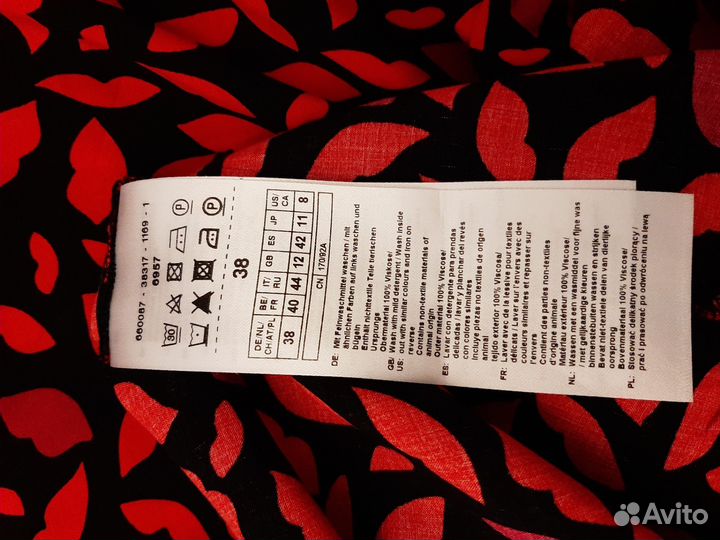 660087 - 38317 - 1169 - 1
6957
30
P
38
DE/NL/ CH/AT/PL BE/ FR IT/ RU GB ES JP US/ CA
38 40 44 12 42 11 8
CN 170/92A
DE: Mit Feinwaschmittel waschen / mit
ähnlichen Farben auf links waschen und
bügeln
Enthält nichttextile Teile tierischen
Ursprungs
Obermaterial 100% Viskose/
GB: Wash with mild detergent / Wash inside
US: out with similar colours and iron on
reverse
Contains non-textile materials of
animal origin
Outer material 100% Viscose/
ES: Lavar con detergente para prendas
delicadas / lavar y planchar del revés
con colores similares
Incluye piezas no textiles de origen
animal
tejido exterior 100% Viscosa/
FR: Laver avec de la lessive pour textiles
délicats / Laver sur l'envers avec des
couleurs similaires et repasser sur
l'envers
Contient des parties non-textiles
d'origine animale
Matériau extérieur 100% Viscose/
NL: Wassen met een wasmiddel voor fijne was
/ met gelijkaardige kleuren
binnenstebuiten wassen en strijken
Bevat niet-textiele delen van dierlijke
oorsprong
Bovenmateriaal 100% Viscose/
PL: Stosować delikatny środek piorący /
prać i prasować po odwróceniu na lewą
Avito